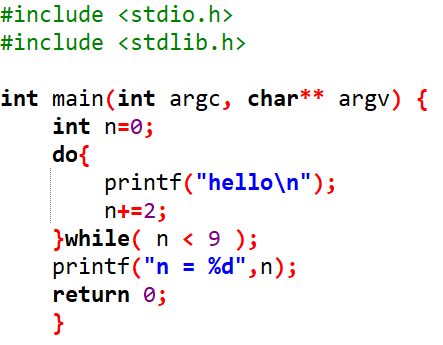 #include <stdio.h>
#include <stdlib.h>

int main(int argc, char** argv) {
    int n=0;
    do{
        printf("hello\n");
        n+=2;
    }while( n < 9 );
    printf("n = %d",n);
    return 0;
    }